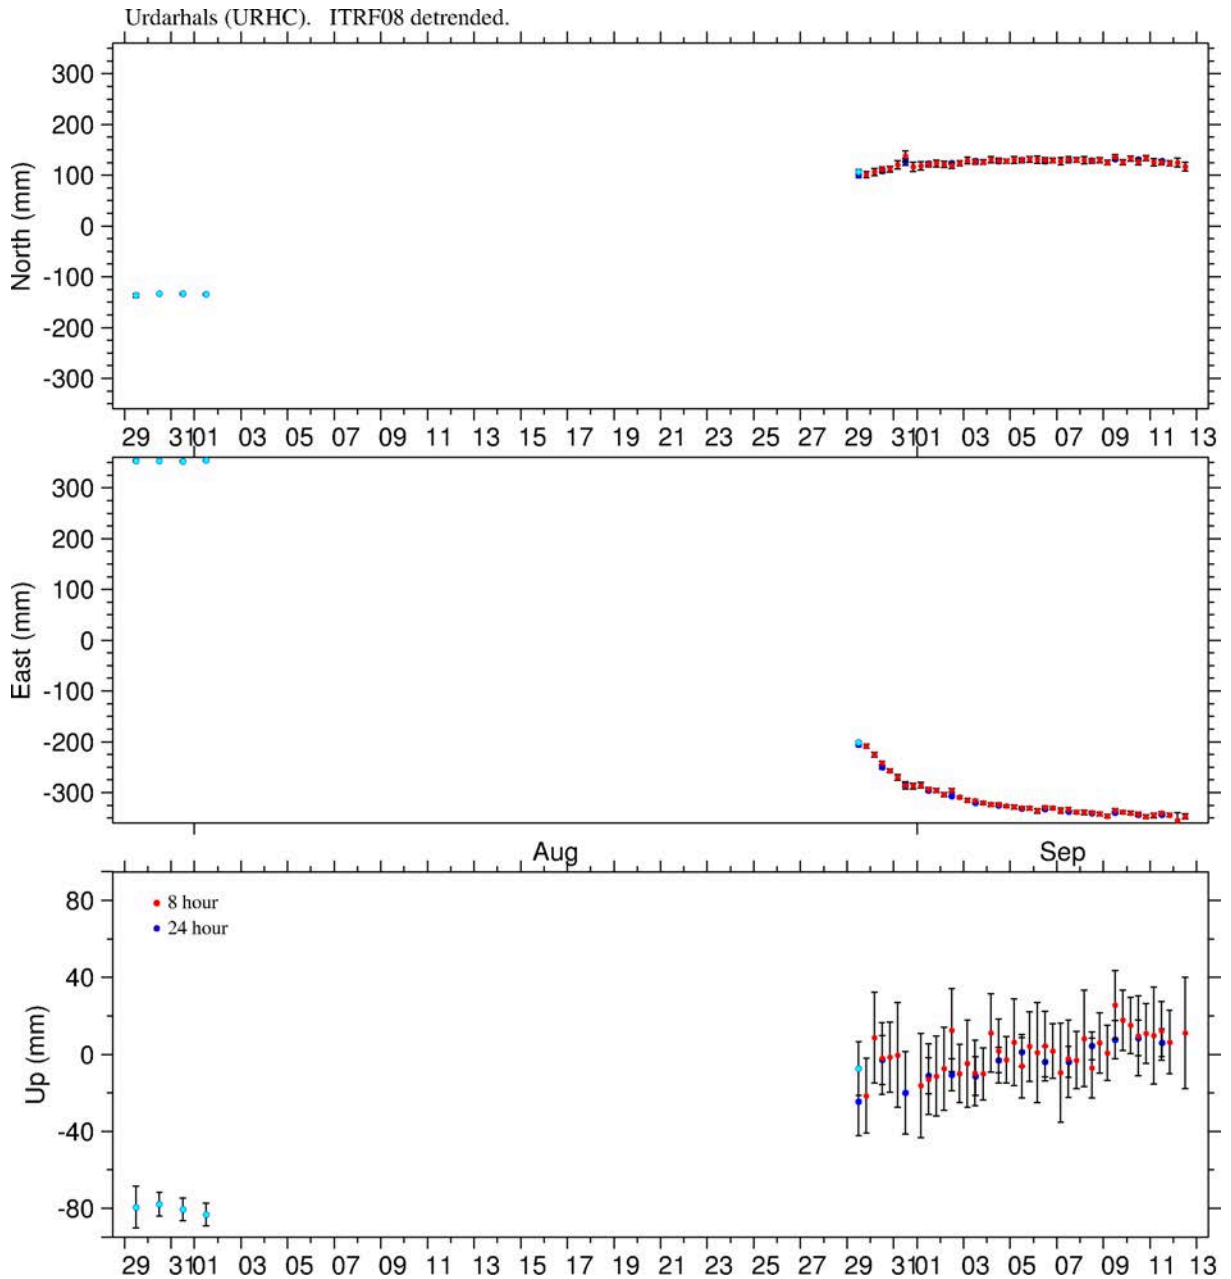 Urdarhals (URHC). ITRF08 detrended.
North (mm)
300
200
100
0
-100
-200
-300
29 31 01 03 05 07 09 11 13 15 17 19 21 23 25 27 29 31 01 03 05 07 09 11 13
East (mm)
300
200
100
0
-100
-200
-300
Aug Sep
Up (mm)
80
40
0
-40
-80
8 hour
24 hour
29 31 01 03 05 07 09 11 13 15 17 19 21 23 25 27 29 31 01 03 05 07 09 11 13